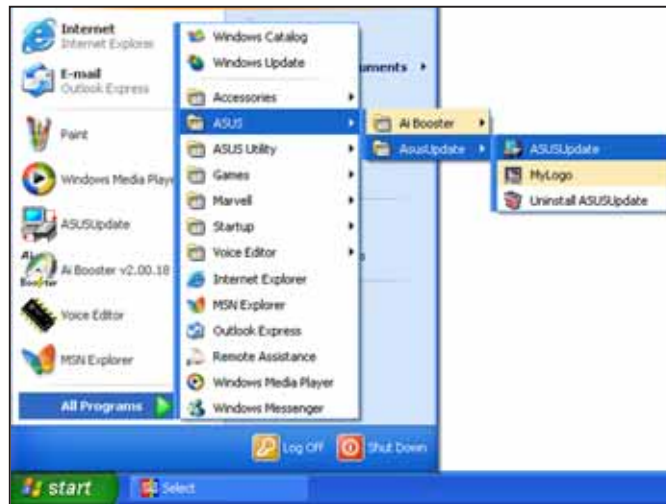 Internet
Internet Explorer
E-mail
Outlook Express
Paint
Windows Media Play
ASUSUpdate
Ai Booster v2.00.18
Voice Editor
MSN Explorer
All Programs
Windows Catalog
Windows Update
Accessories
ASUS
ASUS Utility
Games
Marvell
Startup
Voice Editor
Internet Explorer
MSN Explorer
Outlook Express
Remote Assistance
Windows Media Player
Windows Messenger
uments
Ai Booster
AsusUpdate
ASUSUpdate
MyLogo
Uninstall ASUSUpdate
Log Off
Shut Down
start
Select